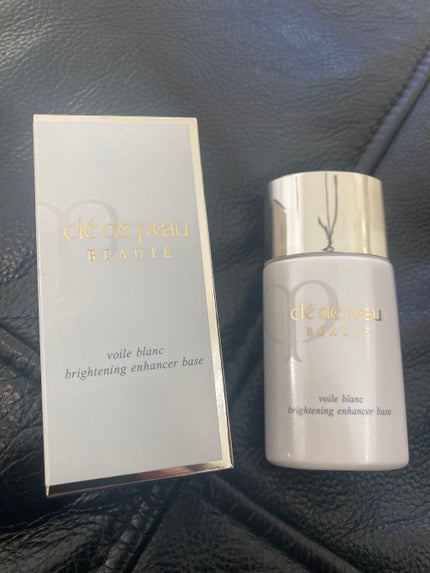 clé de peau
BEAUTÉ
voile blanc
brightening enhancer base
clé de peau
BEAUTÉ
voile blanc
brightening enhancer base